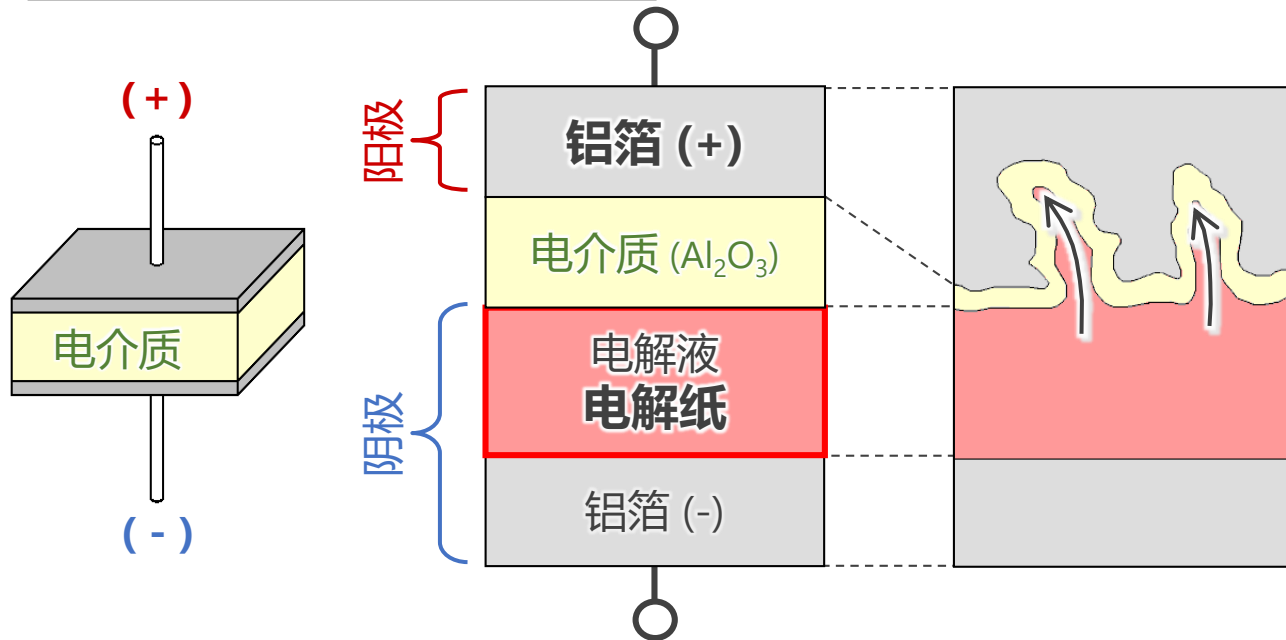 (+)
电介质
(-)
阳极
铝箔 (+)
电介质 (Al₂O₃)
阴极
电解液
电解纸
铝箔 (-)